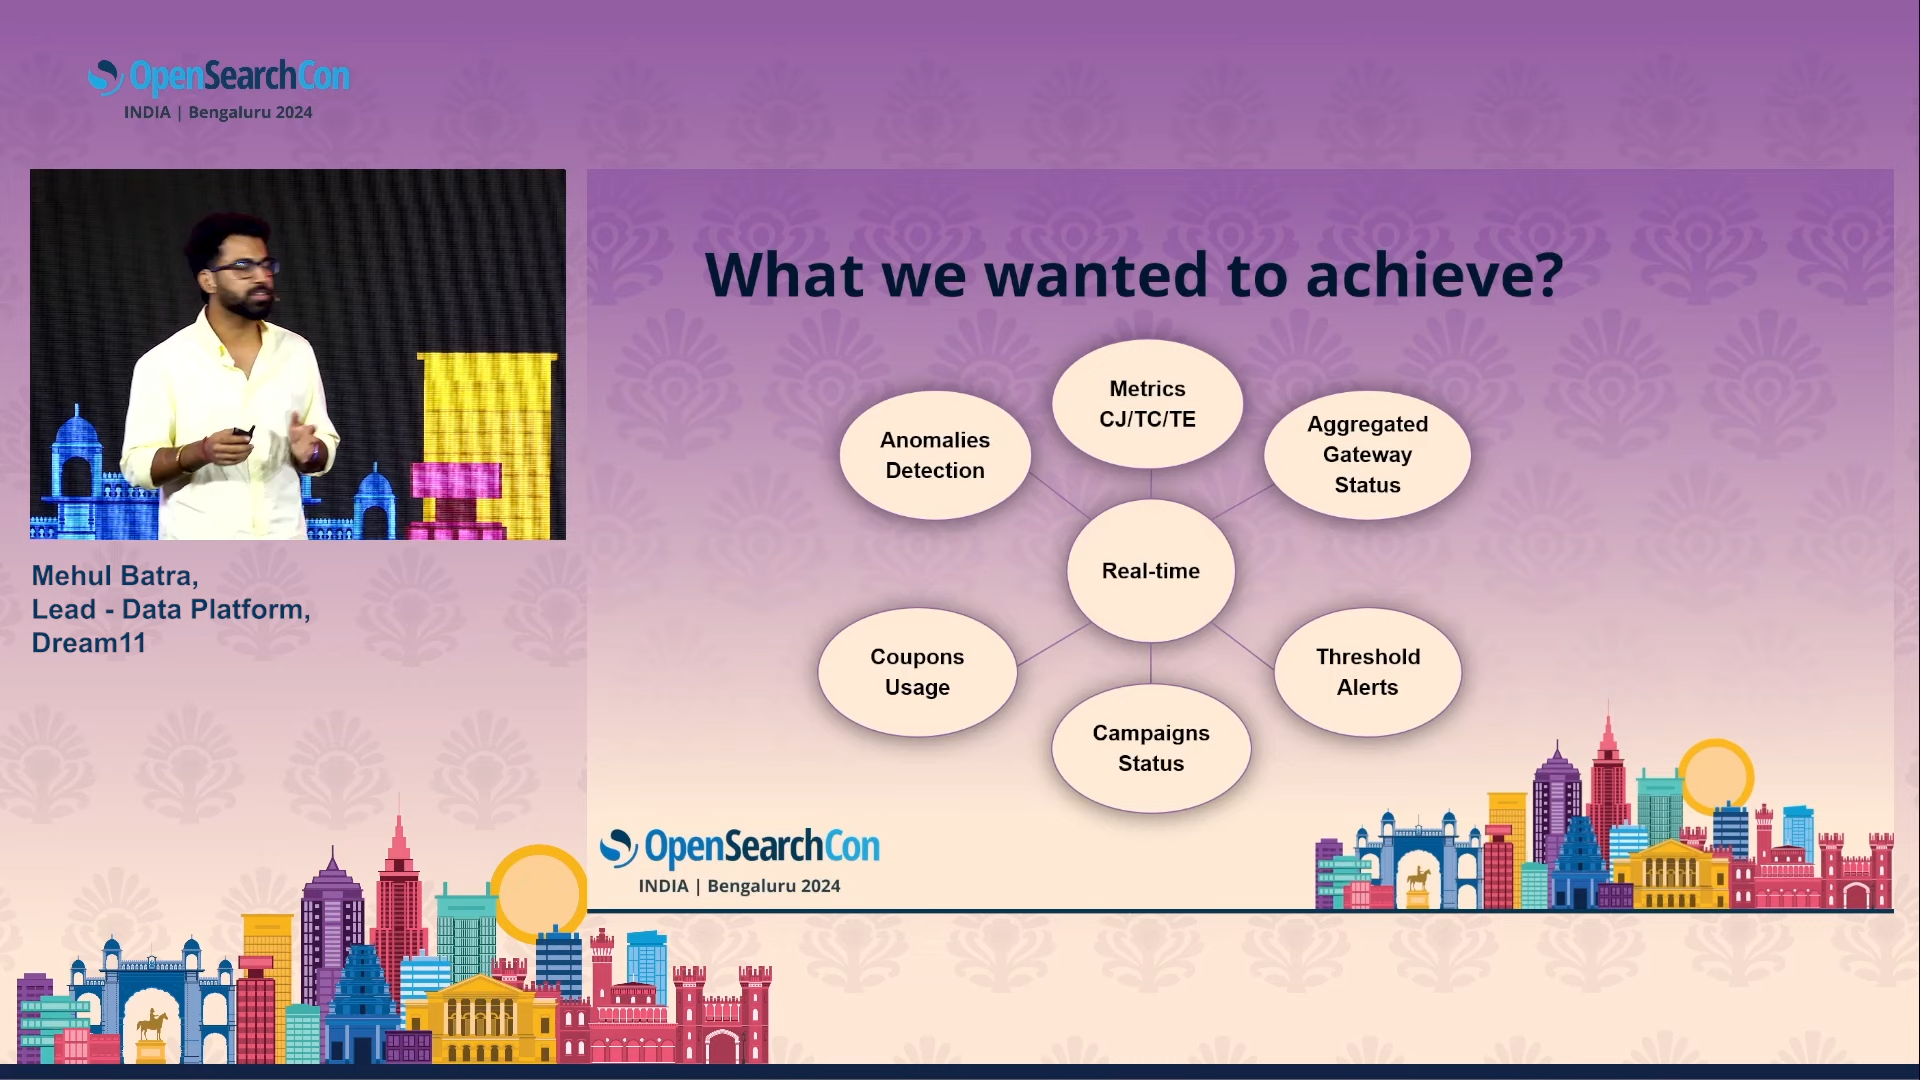 OpenSearchCon
INDIA | Bengaluru 2024
Mehul Batra,
Lead - Data Platform,
Dream11
What we wanted to achieve?
Metrics
CJ/TC/TE
Anomalies
Detection
Aggregated
Gateway
Status
Real-time
Coupons
Usage
Threshold
Alerts
Campaigns
Status
OpenSearchCon
INDIA | Bengaluru 2024